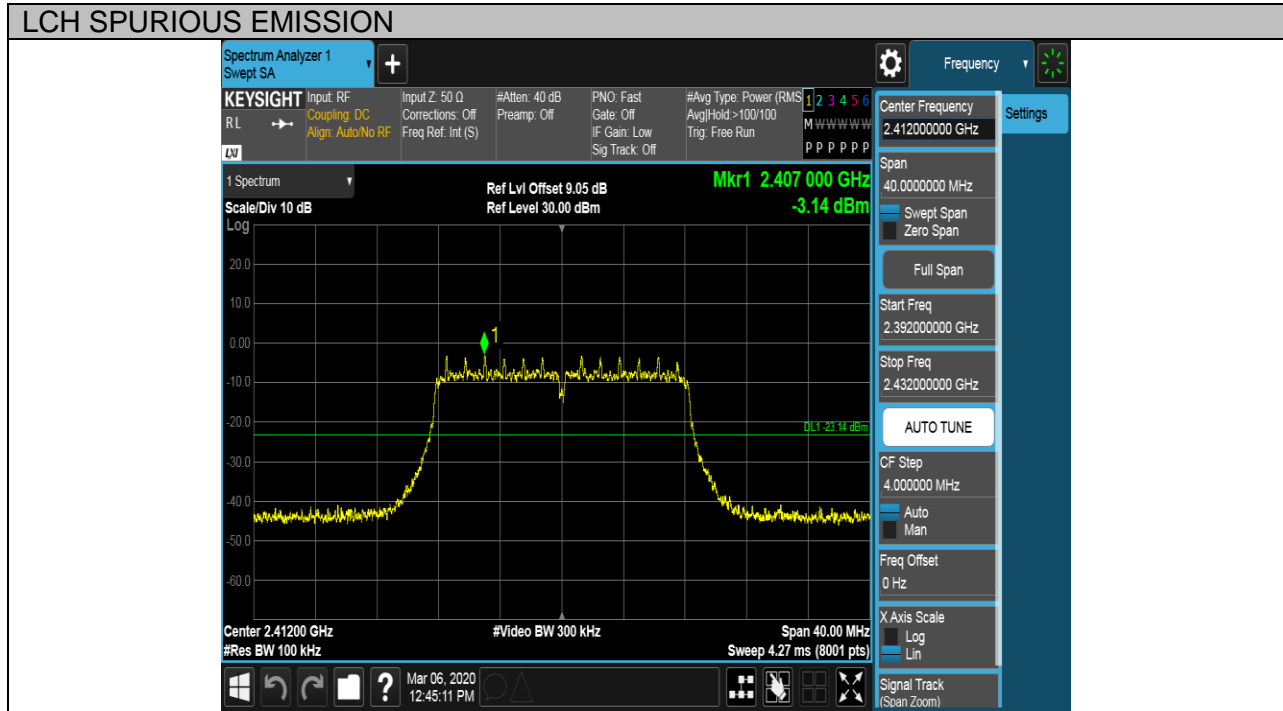 LCH SPURIOUS EMISSION
Spectrum Analyzer 1
Swept SA
Frequency
KEYSIGHT
RL
LXI
Input: RF
Coupling: DC
Align: Auto/No RF
Input Z: 50 Ω
Corrections: Off
Freq Ref: Int (S)
#Atten: 40 dB
Preamp: Off
PNO: Fast
Gate: Off
IF Gain: Low
Sig Track: Off
#Avg Type: Power (RMS
Avg|Hold:>100/100
Trig: Free Run
1 2 3 4 5 6
M W W W W W
P P P P P P
1 Spectrum
Scale/Div 10 dB
Ref Lvl Offset 9.05 dB
Ref Level 30.00 dBm
Mkr1 2.407 000 GHz
-3.14 dBm
Log
20.0
10.0
0.00
-10.0
-20.0
-30.0
-40.0
-50.0
-60.0
1
DL1 -23.14 dBm
Center 2.41200 GHz
#Video BW 300 kHz
Span 40.00 MHz
#Res BW 100 kHz
Sweep 4.27 ms (8001 pts)
Mar 06, 2020
12:45:11 PM
?
Center Frequency
2.412000000 GHz
Settings
Span
40.0000000 MHz
Swept Span
Zero Span
Full Span
Start Freq
2.392000000 GHz
Stop Freq
2.432000000 GHz
AUTO TUNE
CF Step
4.000000 MHz
Auto
Man
Freq Offset
0 Hz
X Axis Scale
Log
Lin
Signal Track
(Span Zoom)